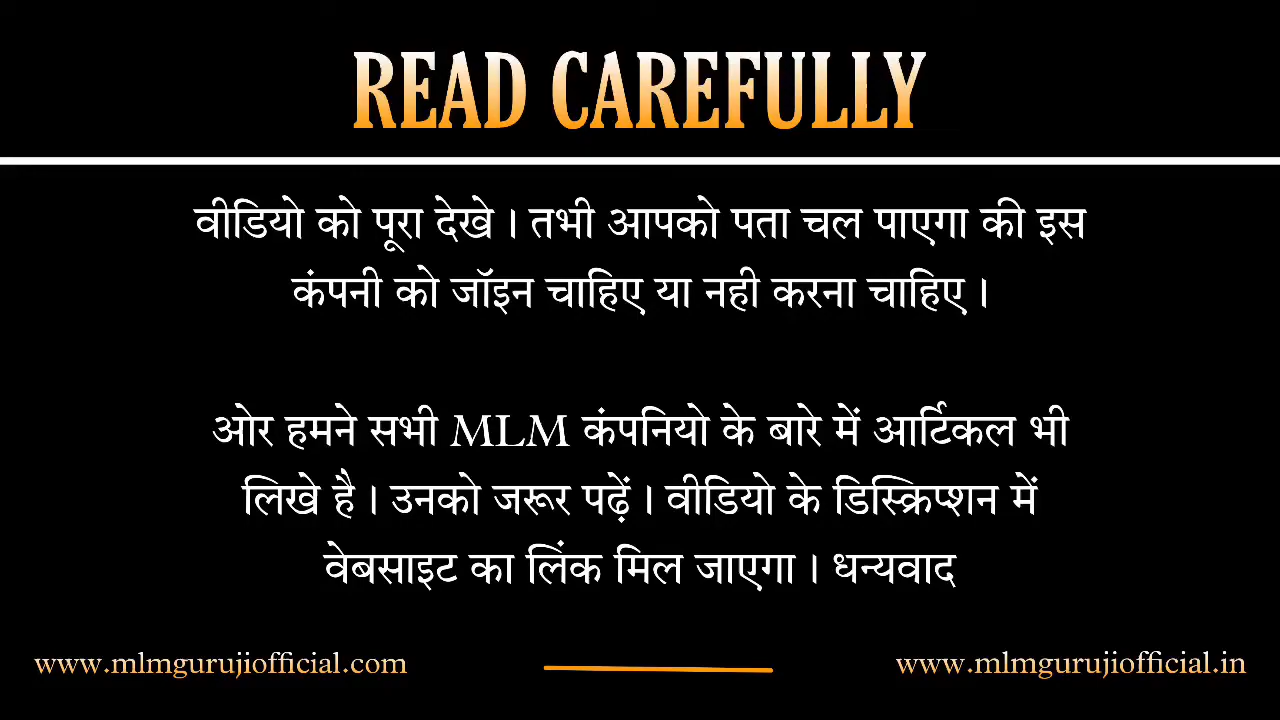 READ CAREFULLY
वीडियो को पूरा देखे । तभी आपको पता चल पाएगा की इस
कंपनी को जॉइन चाहिए या नही करना चाहिए ।
ओर हमने सभी MLM कंपनियो के बारे में आर्टिकल भी
लिखे है । उनको जरूर पढ़ें । वीडियो के डिस्क्रिप्शन में
वेबसाइट का लिंक मिल जाएगा । धन्यवाद
www.mlmgurujiofficial.com
www.mlmgurujiofficial.in